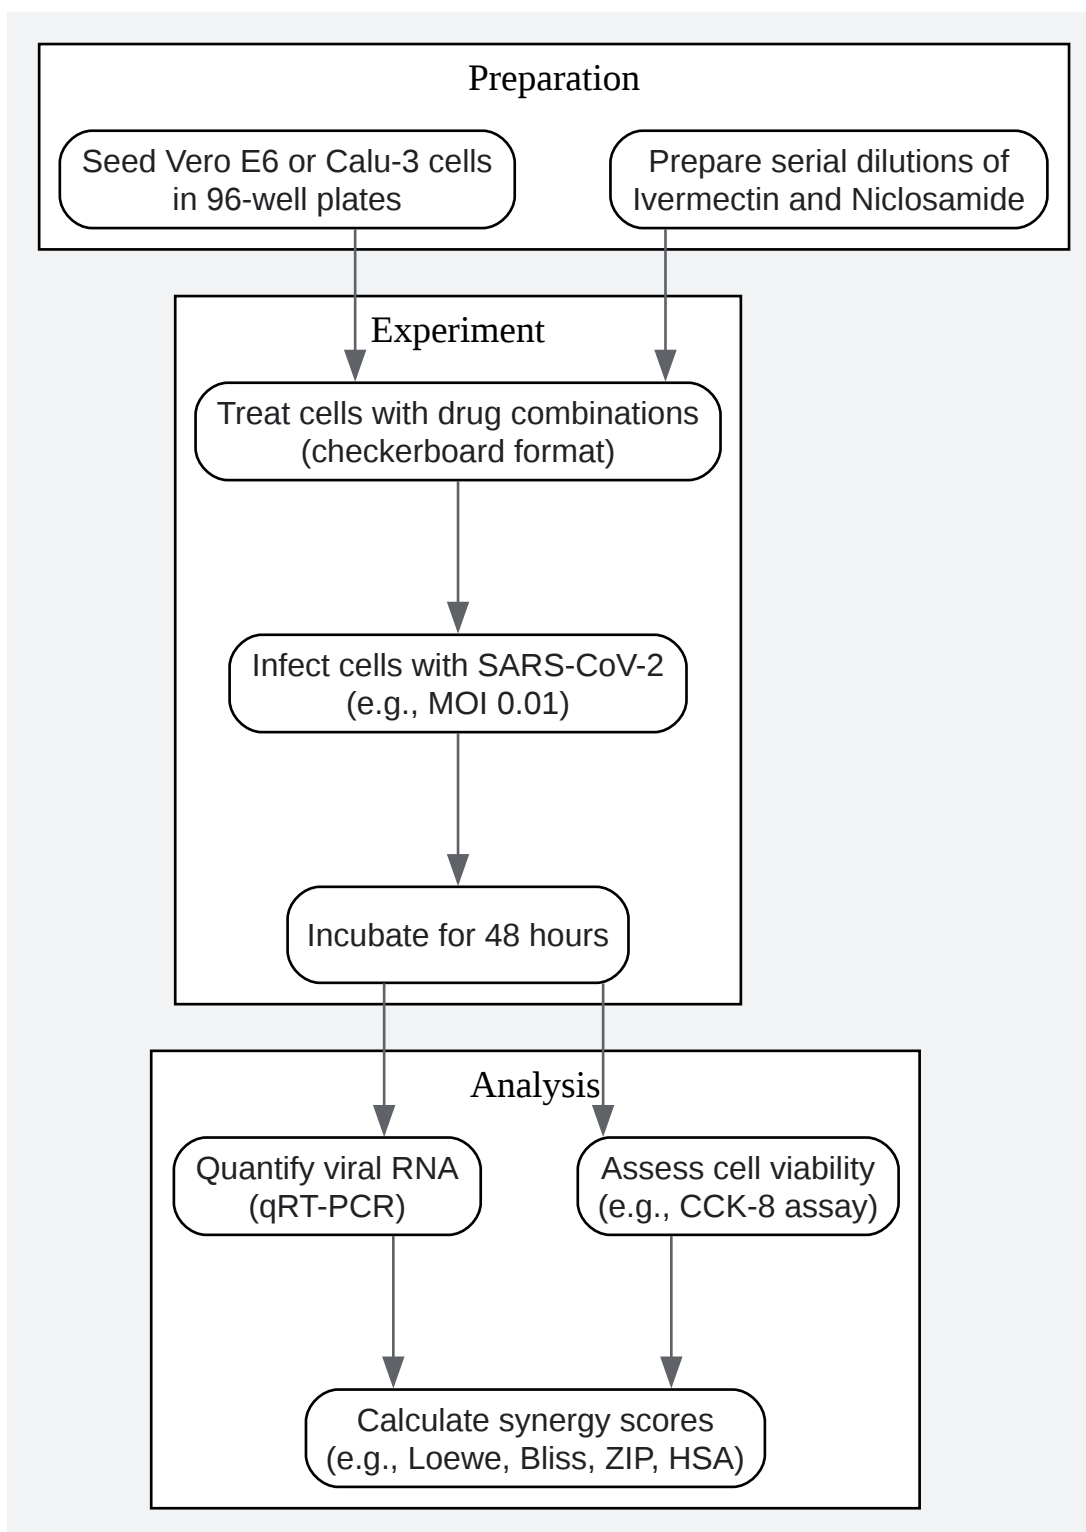 Preparation
Seed Vero E6 or Calu-3 cells
in 96-well plates
Prepare serial dilutions of
Ivermectin and Niclosamide
Experiment
Treat cells with drug combinations
(checkerboard format)
Infect cells with SARS-CoV-2
(e.g., MOI 0.01)
Incubate for 48 hours
Analysis
Quantify viral RNA
(qRT-PCR)
Assess cell viability
(e.g., CCK-8 assay)
Calculate synergy scores
(e.g., Loewe, Bliss, ZIP, HSA)